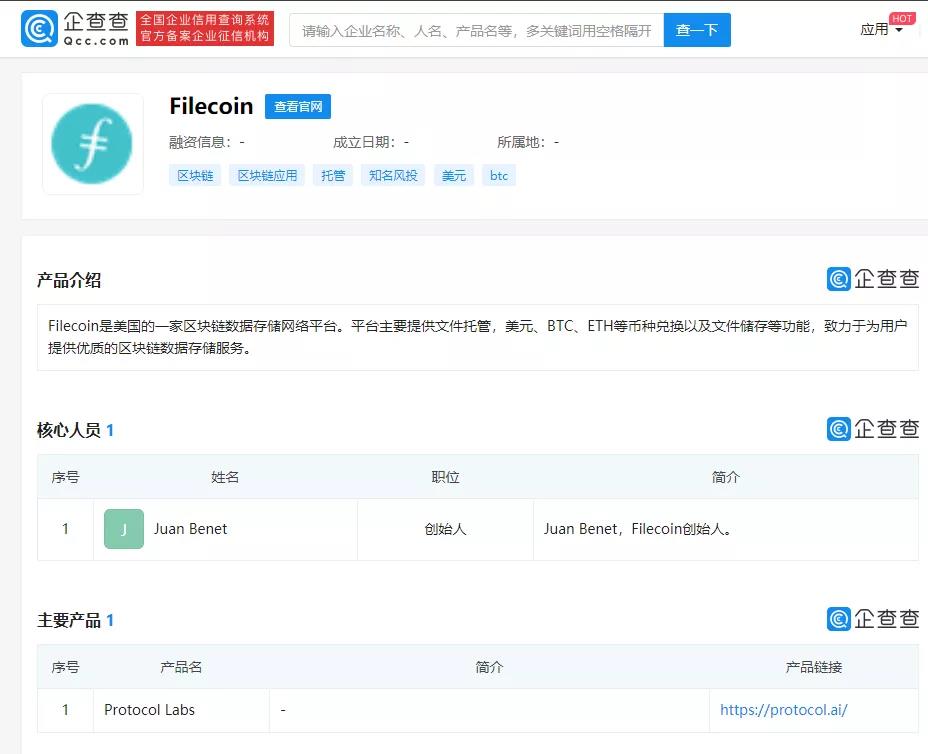 企查查
Qcc.com
全国企业信用查询系统
官方备案企业征信机构
请输入企业名称、人名、产品名等，多关键词用空格隔开
查一下
应用
HOT
Filecoin
查看官网
融资信息：- 成立日期：- 所属地：-
区块链 区块链应用 托管 知名风投 美元 btc
产品介绍
企查查
Filecoin是美国的一家区块链数据存储网络平台。平台主要提供文件托管，美元、BTC、ETH等币种兑换以及文件储存等功能，致力于为用户
提供优质的区块链数据存储服务。
核心人员 1
企查查
序号 姓名 职位 简介
1 J Juan Benet 创始人 Juan Benet，Filecoin创始人。
主要产品 1
企查查
序号 产品名 简介 产品链接
1 Protocol Labs - https://protocol.ai/